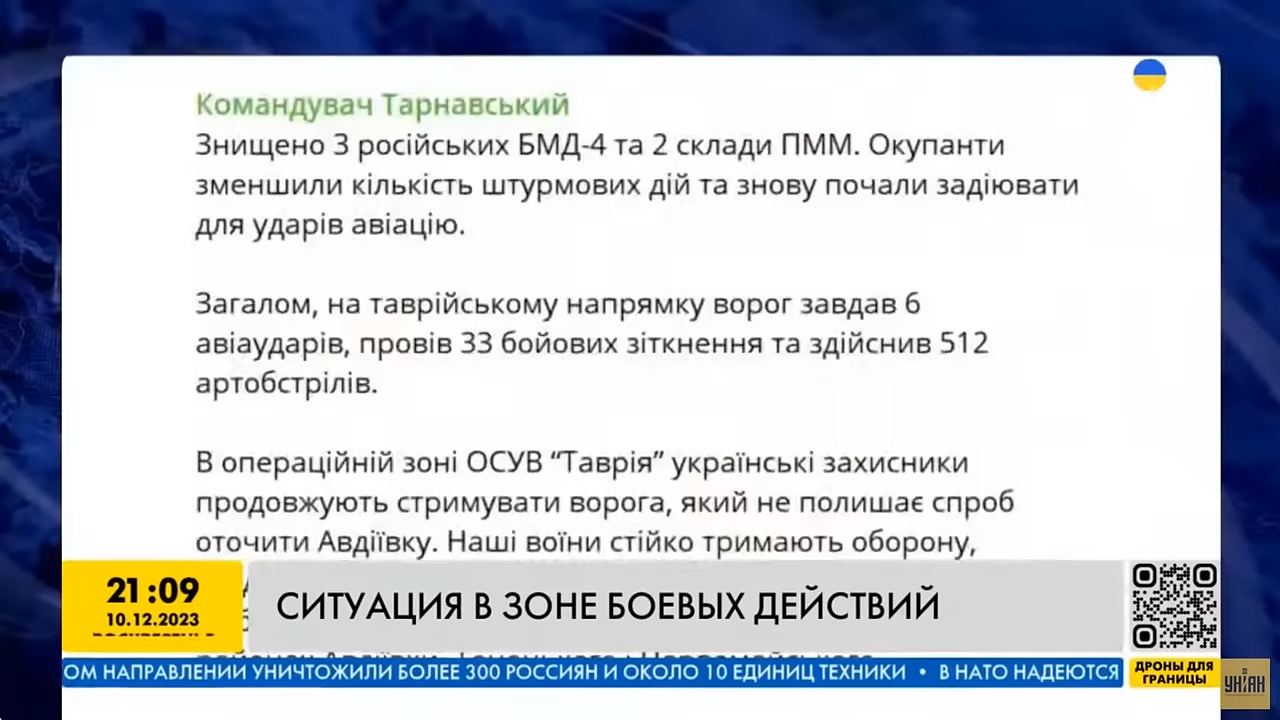 Командувач Тарнавський
Знищено 3 російських БМД-4 та 2 склади ПММ. Окупанти
зменшили кількість штурмових дій та знову почали задіювати
для ударів авіацію.
Загалом, на таврійському напрямку ворог завдав 6
авіаударів, провів 33 бойових зіткнення та здійснив 512
артобстрілів.
В операційній зоні ОСУВ “Таврія” українські захисники
продовжують стримувати ворога, який не полишає спроб
оточити Авдіївку. Наші воїни стійко тримають оборону,
21:09
10.12.2023
СИТУАЦИЯ В ЗОНЕ БОЕВЫХ ДЕЙСТВИЙ
ОМ НАПРАВЛЕНИИ УНИЧТОЖИЛИ БОЛЕЕ 300 РОССИЯН И ОКОЛО 10 ЕДИНИЦ ТЕХНИКИ • В НАТО НАДЕЮТСЯ
ДРОНЫ ДЛЯ
ГРАНИЦЫ
УНІАН